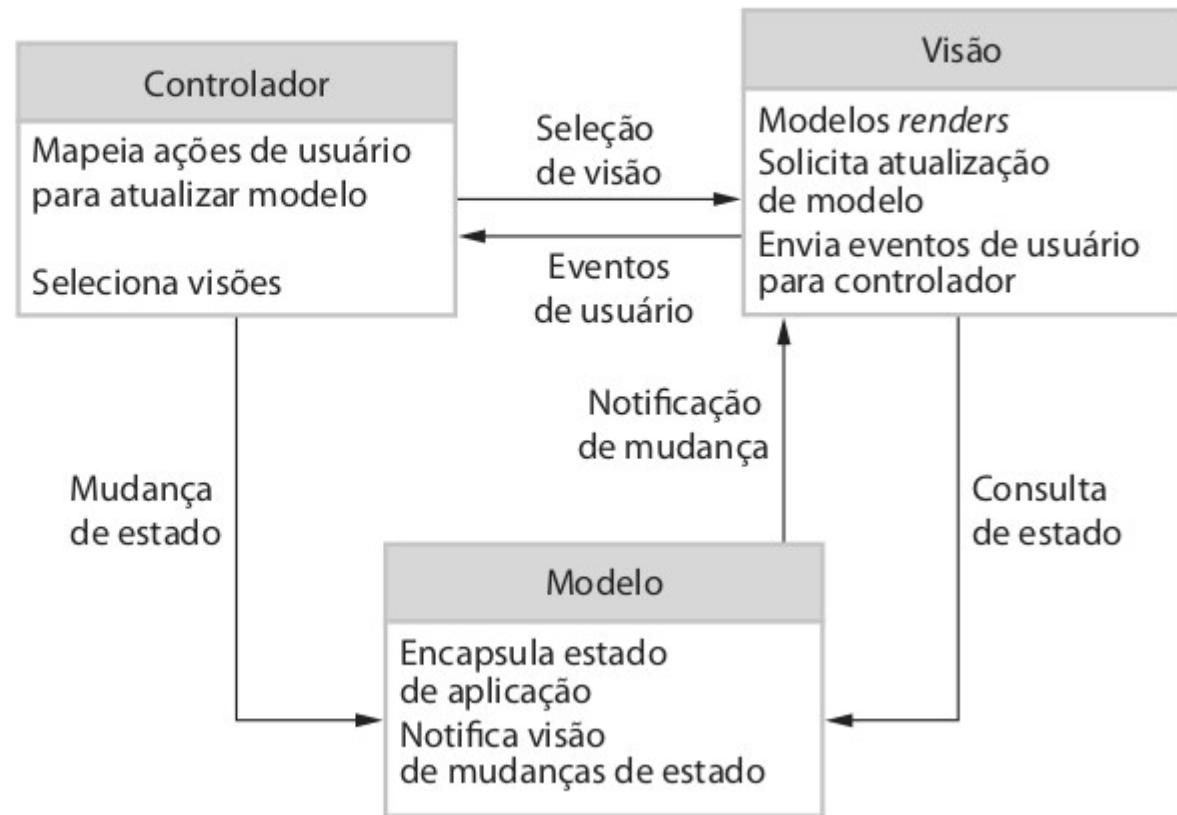 Controlador
Mapeia ações de usuário
para atualizar modelo
Seleciona visões
Seleção
de visão
Eventos
de usuário
Visão
Modelos renders
Solicita atualização
de modelo
Envia eventos de usuário
para controlador
Mudança
de estado
Notificação
de mudança
Consulta
de estado
Modelo
Encapsula estado
de aplicação
Notifica visão
de mudanças de estado